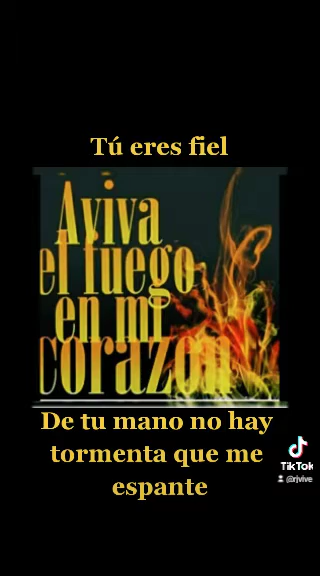 Tú eres fiel
Aviva
el fuego
en mi
corazon
De tu mano no hay
tormenta que me
espante
TikTok
@rjvive